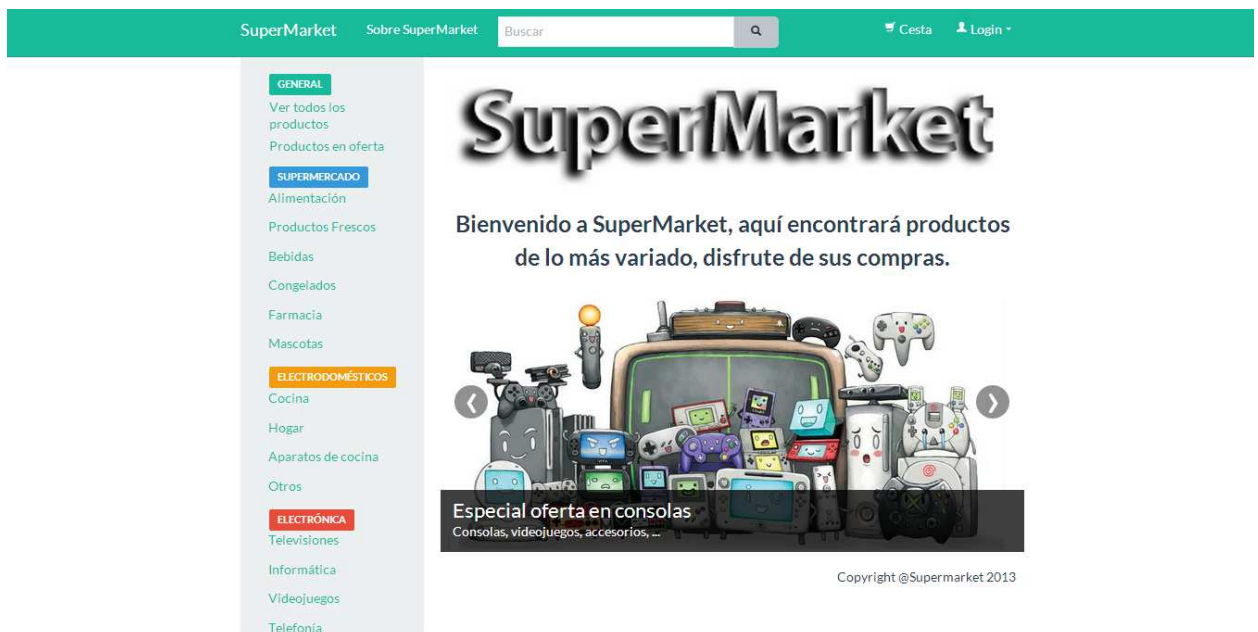 SuperMarket Sobre SuperMarket Buscar Cesta Login
GENERAL
Ver todos los
productos
Productos en oferta
SUPERMERCADO
Alimentación
Productos Frescos
Bebidas
Congelados
Farmacia
Mascotas
ELECTRODOMÉSTICOS
Cocina
Hogar
Aparatos de cocina
Otros
ELECTRÓNICA
Televisiones
Informática
Videojuegos
Telefonía
SuperMarket
Bienvenido a SuperMarket, aquí encontrará productos
de lo más variado, disfrute de sus compras.
Especial oferta en consolas
Consolas, videojuegos, accesorios, ...
Copyright @Supermarket 2013